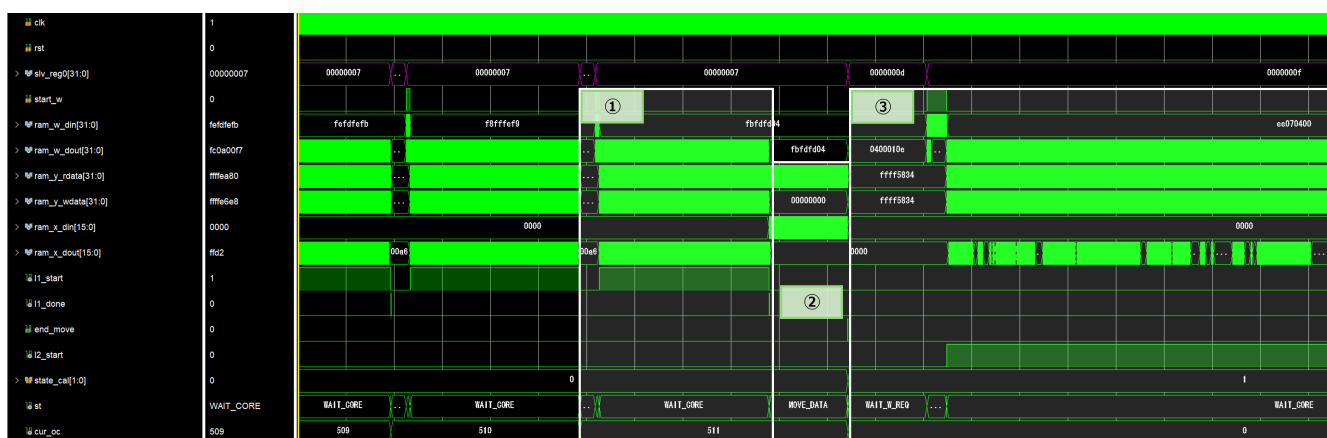 clk 1
rst 0
slv_reg0[31:0] 00000007 00000007 .. 00000007 .. 00000007 0000000d 0000000f
start_w 0 ① ③
ram_w_din[31:0] fefdfefb fefdfefb f8fffef9 fbfdfd04 ee070400
ram_w_dout[31:0] fc0a00f7 .. .. fbfdfd04 0400010e ..
ram_y_rdata[31:0] ffffea80 ... ... ffff5834
ram_y_wdata[31:0] ffffe6e8 ... ... 00000000 ffff5834
ram_x_din[15:0] 0000 0000 0000
ram_x_dout[15:0] ffd2 00a6 00a6 0000 . . . ... . ...
l1_start 1
l1_done 0 ②
end_move 0
l2_start 0
state_cal[1:0] 0 0 1
st WAIT_CORE WAIT_CORE .. WAIT_CORE .. WAIT_CORE MOVE_DATA WAIT_W_REQ ... WAIT_CORE
cur_oc 509 509 510 511 0